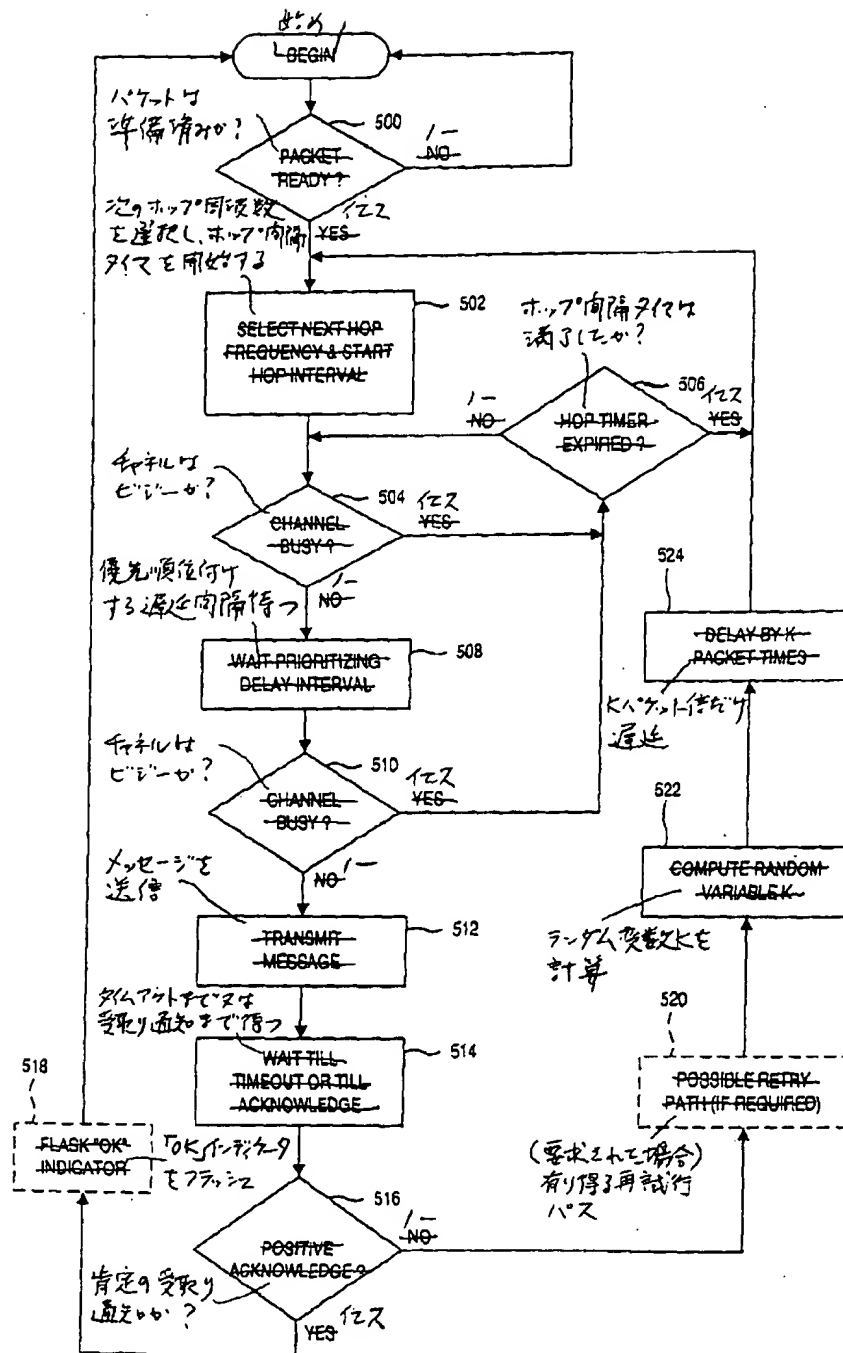 始め
BEGIN
パケットは
準備済みか?
500
PACKET
READY ?
ノー
NO
次のホップ周波数
を選択し、ホップ間隔
タイマを開始する
イエス
YES
502
SELECT NEXT HOP
FREQUENCY & START
HOP INTERVAL
ホップ間隔タイマは
満了したか?
506
HOP TIMER
EXPIRED ?
ノー
NO
イエス
YES
チャネルは
ビジーか?
504
CHANNEL
BUSY ?
イエス
YES
ノー
NO
優先順位付け
する遅延間隔待つ
508
WAIT PRIORITIZING
DELAY INTERVAL
524
DELAY BY K
PACKET TIMES
Kパケット倍だけ
遅延
チャネルは
ビジーか?
510
CHANNEL
BUSY ?
イエス
YES
NO ノー
522
COMPUTE RANDOM
VARIABLE K
ランダム変数Kを
計算
メッセージを
送信
512
TRANSMIT
MESSAGE
タイムアウトまで又は
受取り通知まで待つ
514
WAIT TILL
TIMEOUT OR TILL
ACKNOWLEDGE
520
POSSIBLE RETRY
PATH (IF REQUIRED)
(要求された場合)
有り得る再試行
パス
518
FLASK "OK"
INDICATOR
「OK」インディケータ
をフラッシュ
516
POSITIVE
ACKNOWLEDGE ?
ノー
NO
肯定の受取り
通知か?
イエス
YES